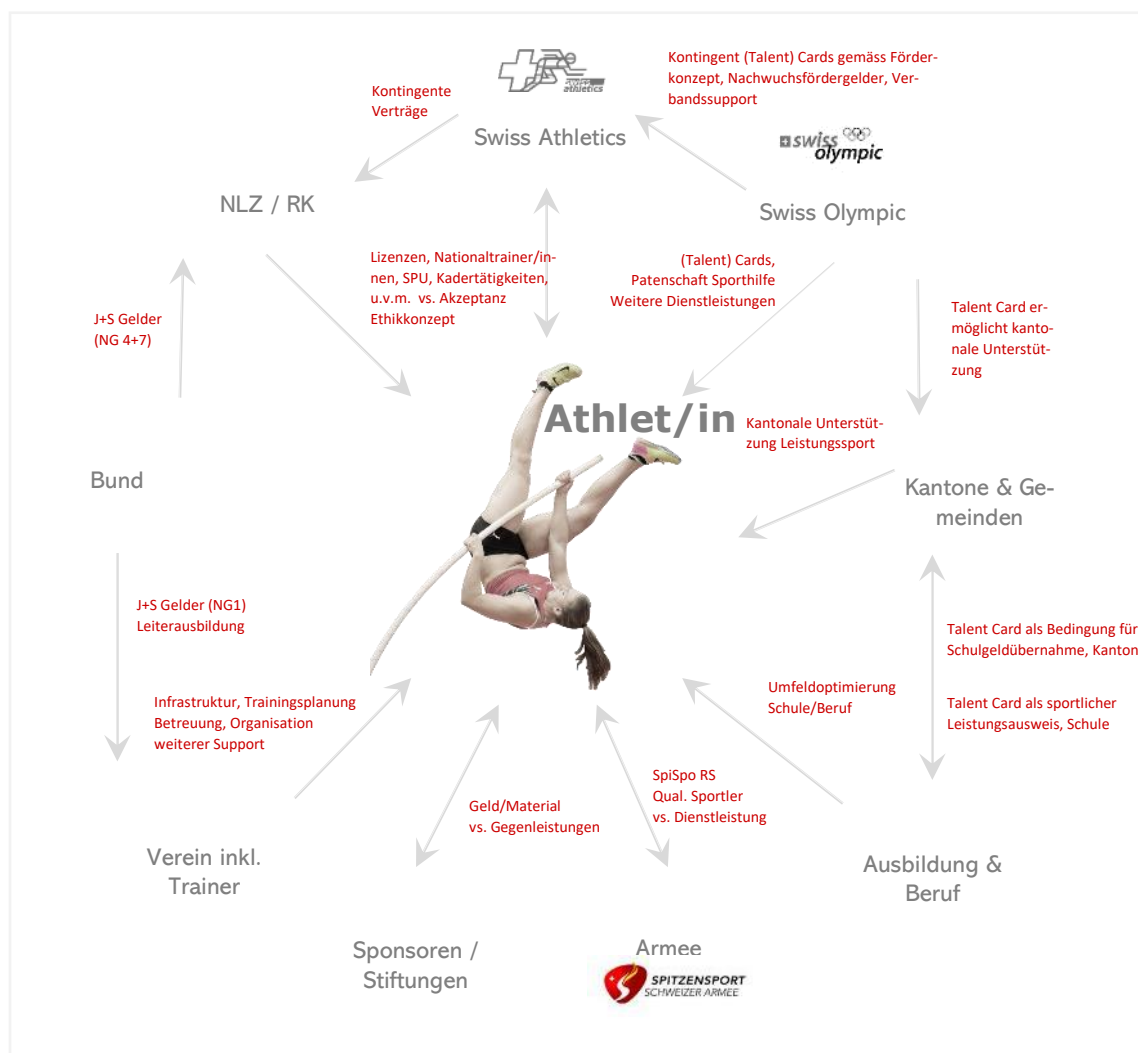 Kontingent (Talent) Cards gemäss Förder-
konzept, Nachwuchsfördergelder, Ver-
bandssupport
Kontingente
Verträge
athletics
Swiss Athletics
swiss
olympic
NLZ / RK
Swiss Olympic
Lizenzen, Nationaltrainer/in-
nen, SPU, Kadertätigkeiten,
u.v.m. vs. Akzeptanz
Ethikkonzept
(Talent) Cards,
Patenschaft Sporthilfe
Weitere Dienstleistungen
J+S Gelder
(NG 4+7)
Talent Card er-
möglicht kanto-
nale Unterstüt-
zung
Athlet/in
Kantonale Unterstüt-
zung Leistungssport
Bund
Kantone & Ge-
meinden
J+S Gelder (NG1)
Leiterausbildung
Talent Card als Bedingung für
Schulgeldübernahme, Kanton
Talent Card als sportlicher
Leistungsausweis, Schule
Infrastruktur, Trainingsplanung
Betreuung, Organisation
weiterer Support
Umfeldoptimierung
Schule/Beruf
SpiSpo RS
Qual. Sportler
vs. Dienstleistung
Geld/Material
vs. Gegenleistungen
Verein inkl.
Trainer
Ausbildung &
Beruf
Sponsoren /
Stiftungen
Armee
SPITZENSPORT
SCHWEIZER ARMEE